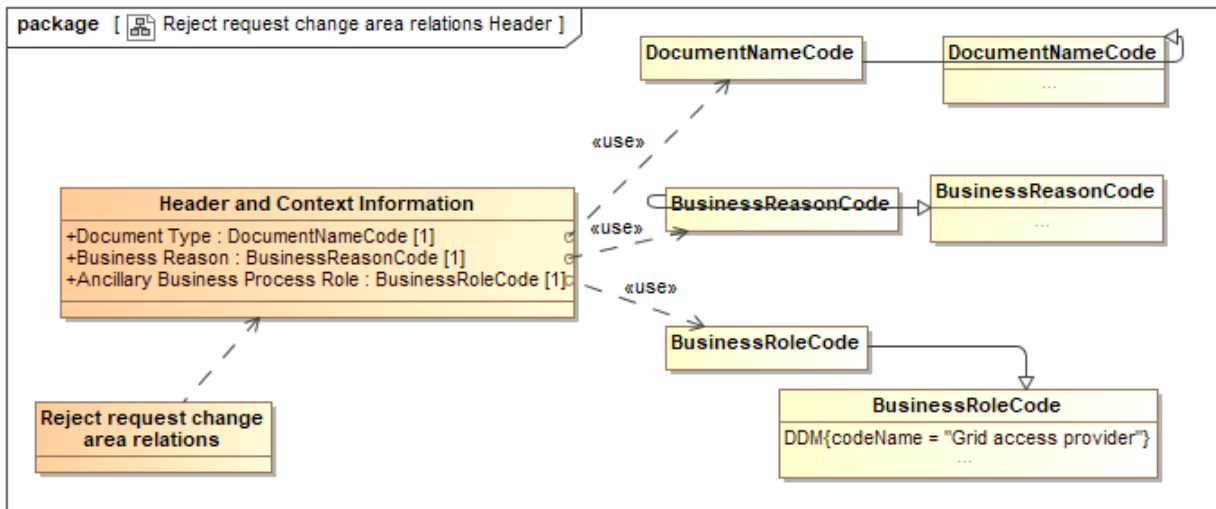 package [ Reject request change area relations Header ]
DocumentNameCode
DocumentNameCode
...
«use»
Header and Context Information
+Document Type : DocumentNameCode [1]
+Business Reason : BusinessReasonCode [1]
+Ancillary Business Process Role : BusinessRoleCode [1]
«use»
BusinessReasonCode
BusinessReasonCode
...
«use»
BusinessRoleCode
BusinessRoleCode
DDM{codeName = "Grid access provider"}
...
Reject request change
area relations